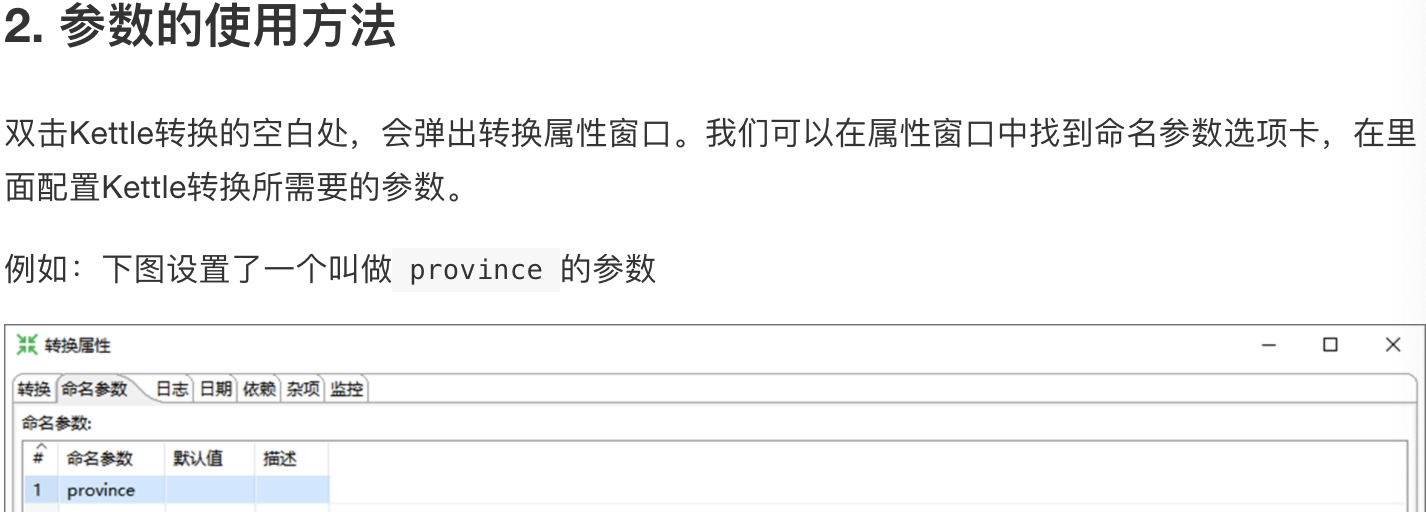 2. 参数的使用方法
双击Kettle转换的空白处，会弹出转换属性窗口。我们可以在属性窗口中找到命名参数选项卡，在里
面配置Kettle转换所需要的参数。
例如：下图设置了一个叫做 province 的参数
转换属性
转换 命名参数 日志 日期 依赖 杂项 监控
命名参数:
# 命名参数 默认值 描述
1 province